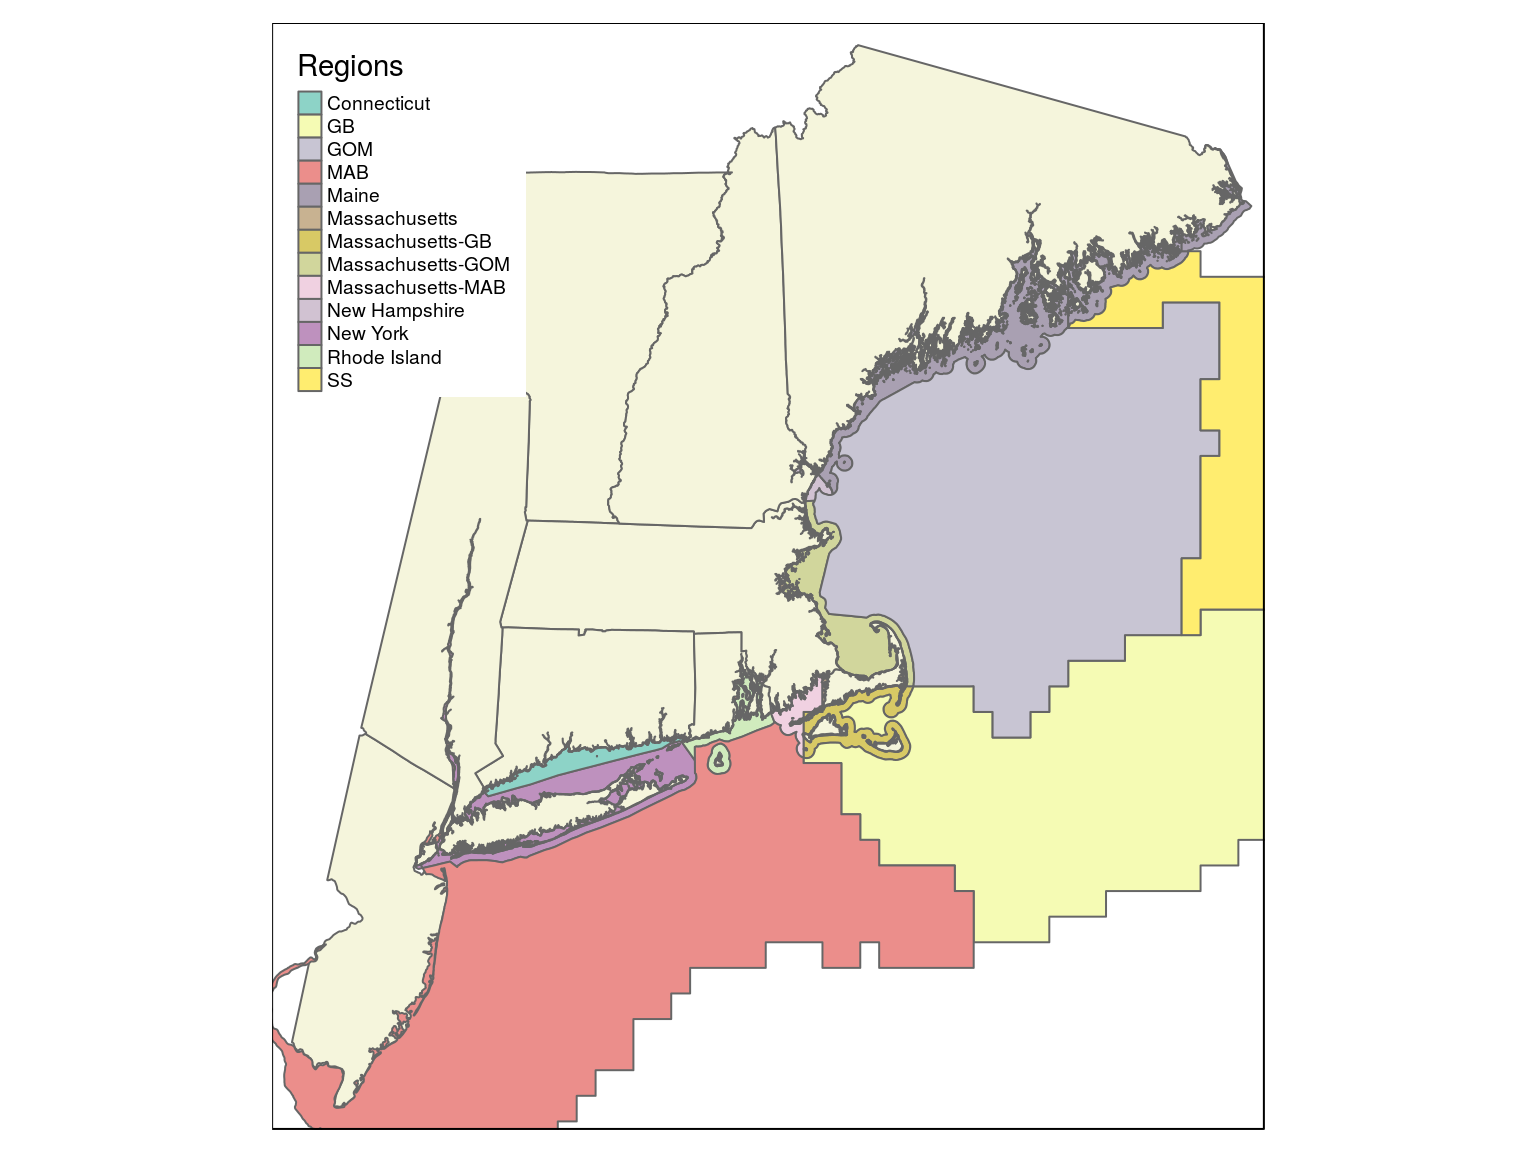 Regions
Connecticut
GB
GOM
MAB
Maine
Massachusetts
Massachusetts-GB
Massachusetts-GOM
Massachusetts-MAB
New Hampshire
New York
Rhode Island
SS